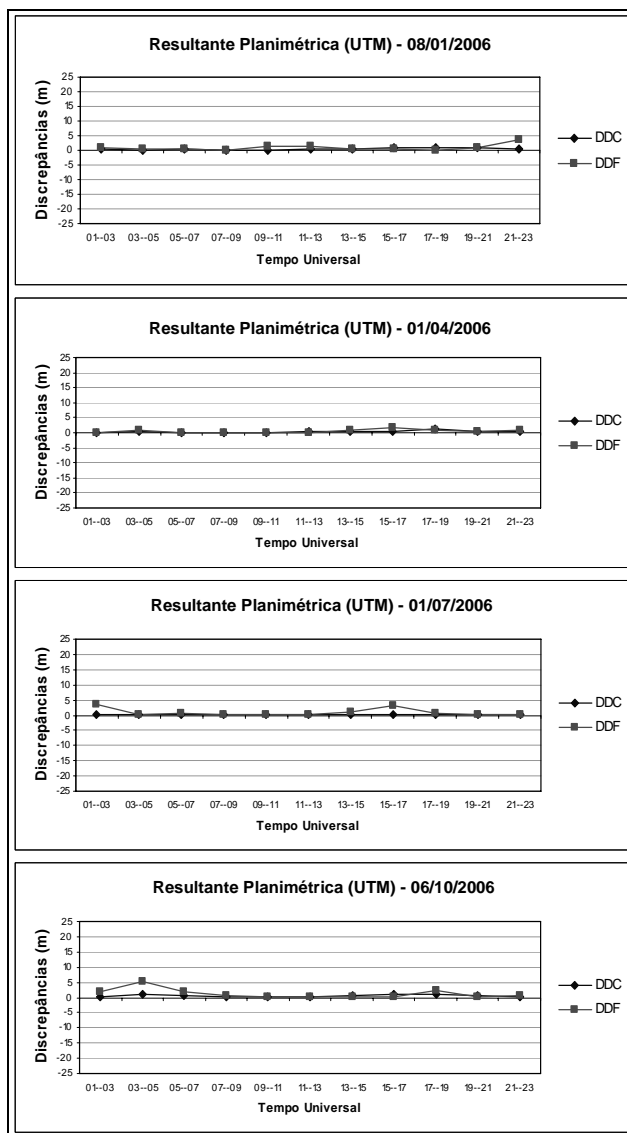 Resultante Planimétrica (UTM) - 08/01/2006
Discrepâncias (m)
25
20
15
10
5
0
-5
-10
-15
-20
-25
01--03 03--05 05--07 07--09 09--11 11--13 13--15 15--17 17--19 19--21 21--23
Tempo Universal
DDC
DDF
Resultante Planimétrica (UTM) - 01/04/2006
Discrepâncias (m)
25
20
15
10
5
0
-5
-10
-15
-20
-25
01--03 03--05 05--07 07--09 09--11 11--13 13--15 15--17 17--19 19--21 21--23
Tempo Universal
DDC
DDF
Resultante Planimétrica (UTM) - 01/07/2006
Discrepâncias (m)
25
20
15
10
5
0
-5
-10
-15
-20
-25
01--03 03--05 05--07 07--09 09--11 11--13 13--15 15--17 17--19 19--21 21--23
Tempo Universal
DDC
DDF
Resultante Planimétrica (UTM) - 06/10/2006
Discrepâncias (m)
25
20
15
10
5
0
-5
-10
-15
-20
-25
01--03 03--05 05--07 07--09 09--11 11--13 13--15 15--17 17--19 19--21 21--23
Tempo Universal
DDC
DDF